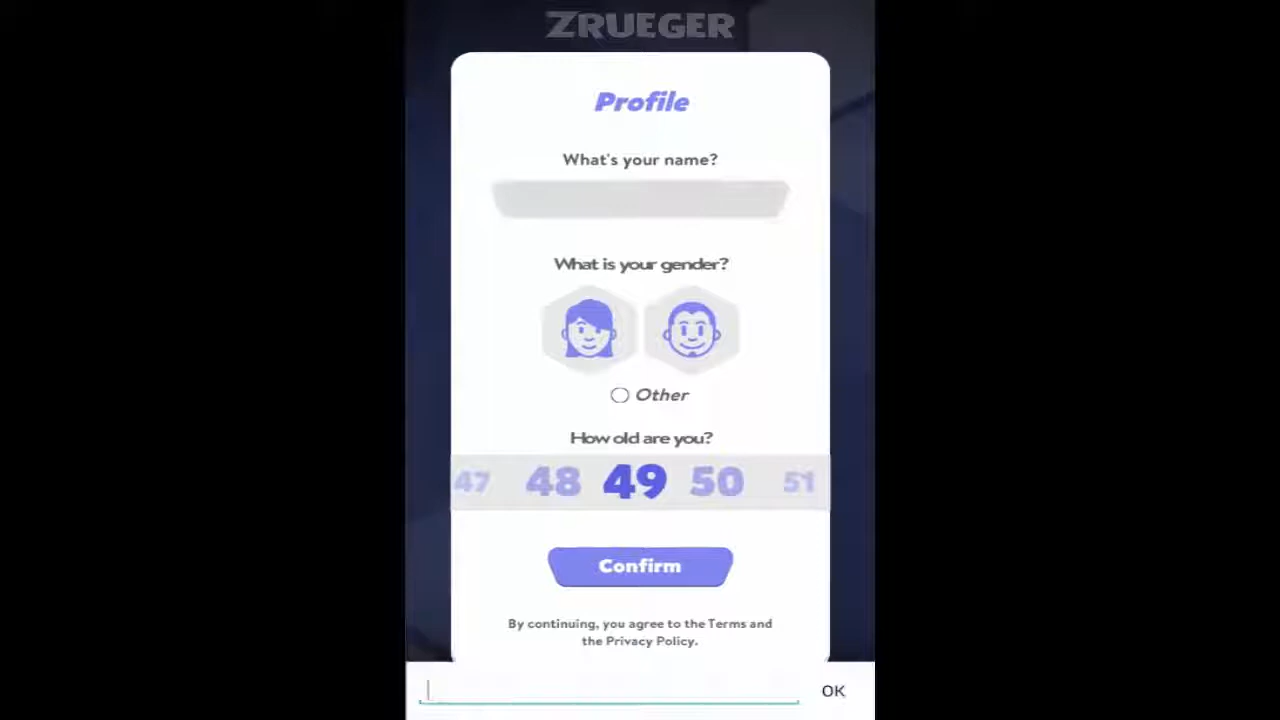 ZRUEGER
Profile
What's your name?
What is your gender?
Other
How old are you?
47 48 49 50 51
Confirm
By continuing, you agree to the Terms and
the Privacy Policy.
OK